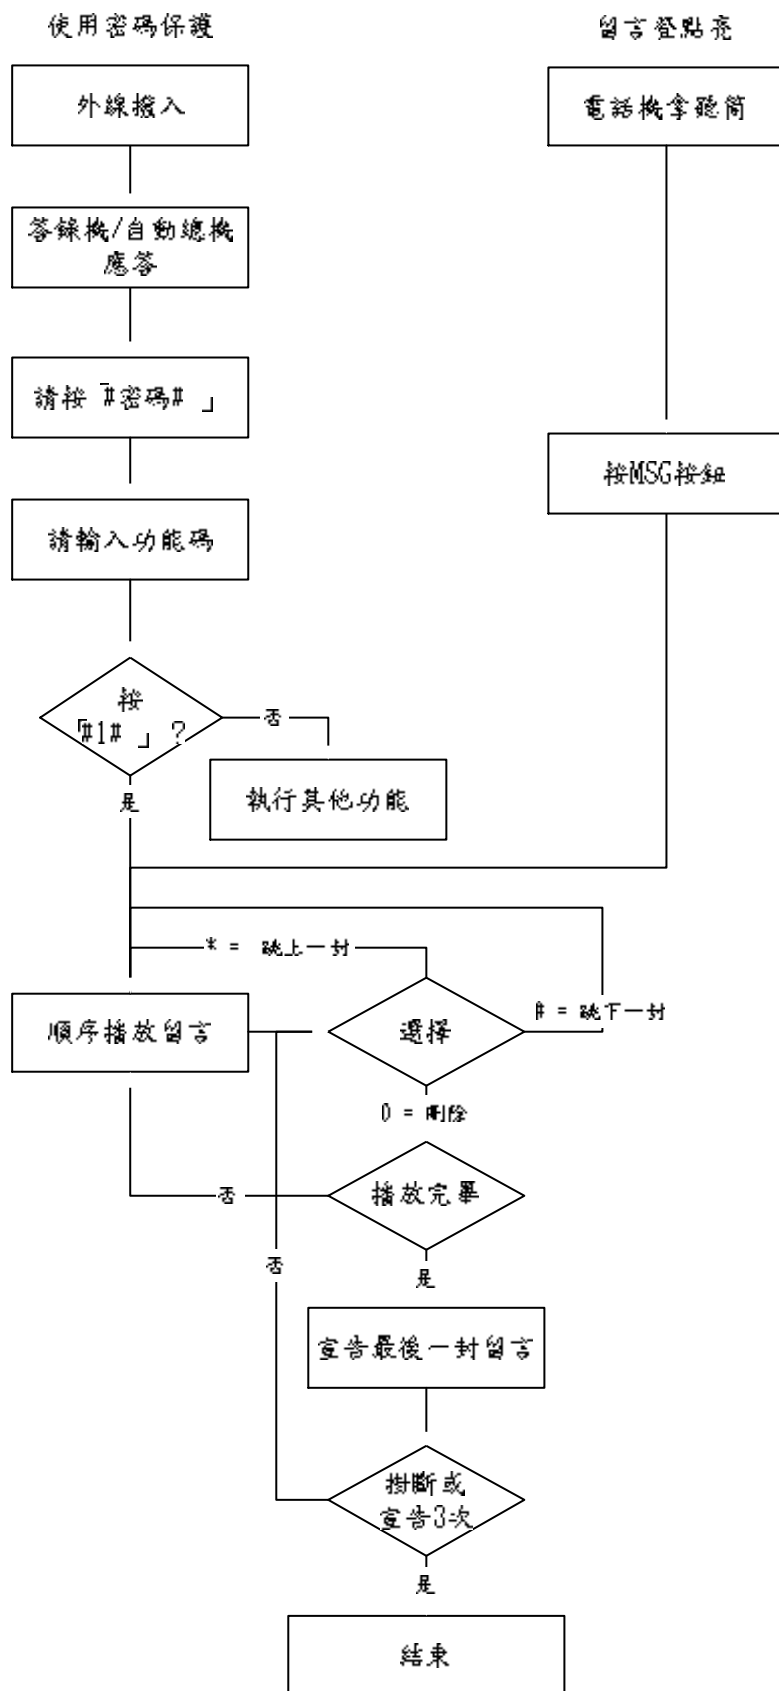 使用密碼保護
留言登點亮
外線撥入
電話機拿聽筒
答錄機/自動總機
應答
請按「#密碼#」
按MSG按鈕
請輸入功能碼
按
「#1#」?
否
執行其他功能
是
* = 跳上一封
# = 跳下一封
順序播放留言
選擇
0 = 刪除
否
播放完畢
否
是
宣告最後一封留言
掛斷或
宣告3次
是
結束